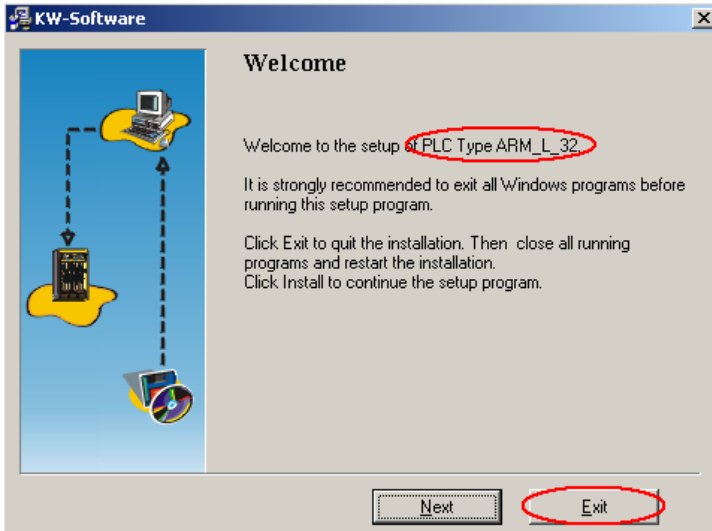 KW-Software
Welcome
Welcome to the setup of PLC Type ARM_L_32.
It is strongly recommended to exit all Windows programs before
running this setup program.
Click Exit to quit the installation. Then  close all running
programs and restart the installation.
Click Install to continue the setup program.
Next
Exit